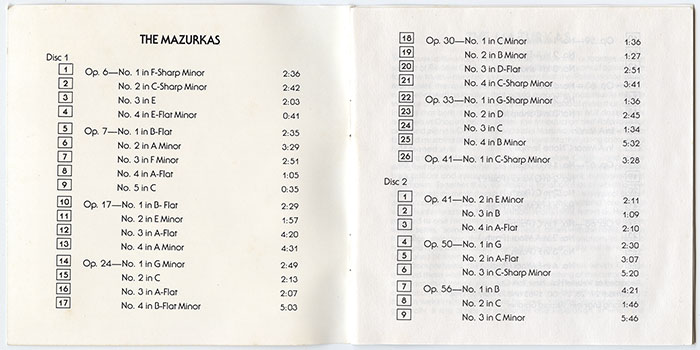 THE MAZURKAS
Disc 1
1 Op. 6—No. 1 in F-Sharp Minor 2:36
2 No. 2 in C-Sharp Minor 2:42
3 No. 3 in E 2:03
4 No. 4 in E-Flat Minor 0:41
5 Op. 7—No. 1 in B-Flat 2:35
6 No. 2 in A Minor 3:29
7 No. 3 in F Minor 2:51
8 No. 4 in A-Flat 1:05
9 No. 5 in C 0:35
10 Op. 17—No. 1 in B- Flat 2:29
11 No. 2 in E Minor 1:57
12 No. 3 in A-Flat 4:20
13 No. 4 in A Minor 4:31
14 Op. 24—No. 1 in G Minor 2:49
15 No. 2 in C 2:13
16 No. 3 in A-Flat 2:07
17 No. 4 in B-Flat Minor 5:03
18 Op. 30—No. 1 in C Minor 1:36
19 No. 2 in B Minor 1:27
20 No. 3 in D-Flat 2:51
21 No. 4 in C-Sharp Minor 3:41
22 Op. 33—No. 1 in G-Sharp Minor 1:36
23 No. 2 in D 2:45
24 No. 3 in C 1:34
25 No. 4 in B Minor 5:32
26 Op. 41—No. 1 in C-Sharp Minor 3:28
Disc 2
1 Op. 41—No. 2 in E Minor 2:11
2 No. 3 in B 1:09
3 No. 4 in A-Flat 2:10
4 Op. 50—No. 1 in G 2:30
5 No. 2 in A-Flat 3:07
6 No. 3 in C-Sharp Minor 5:20
7 Op. 56—No. 1 in B 4:21
8 No. 2 in C 1:46
9 No. 3 in C Minor 5:46